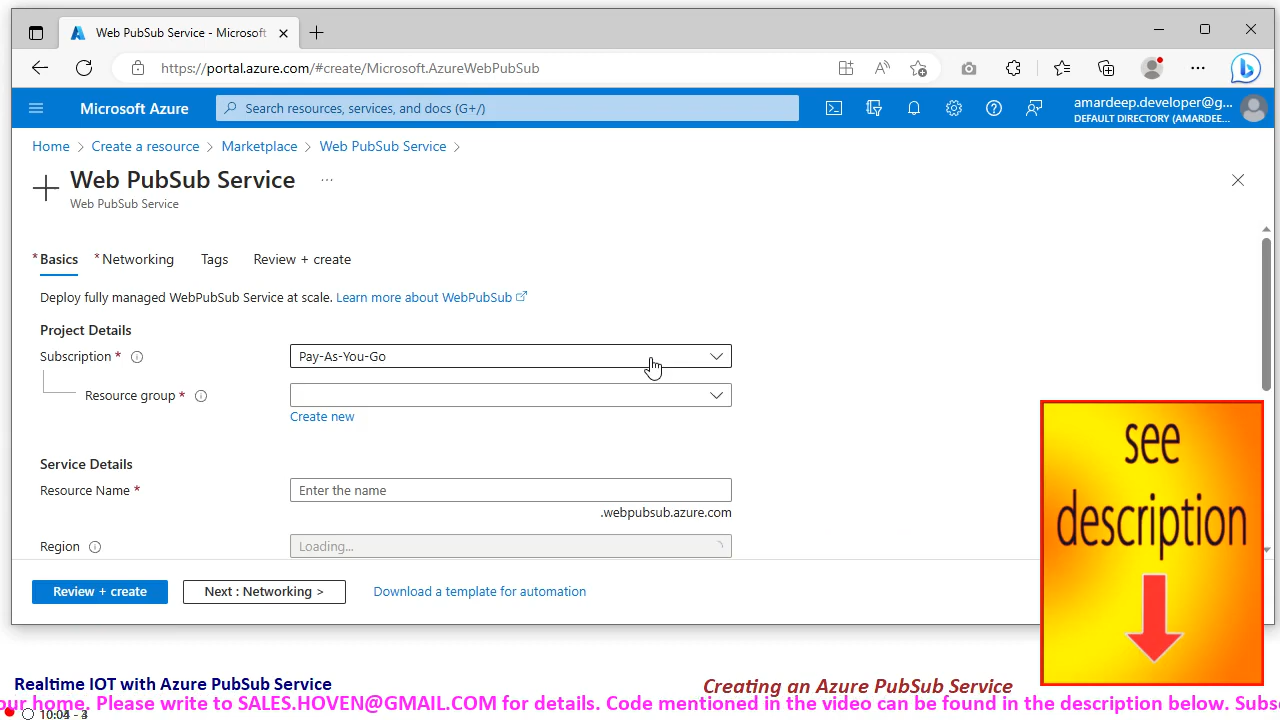 Web PubSub Service - Microsoft
https://portal.azure.com/#create/Microsoft.AzureWebPubSub
Microsoft Azure
Search resources, services, and docs (G+/)
amardeep.developer@g...
DEFAULT DIRECTORY (AMARDEE...
Home > Create a resource > Marketplace > Web PubSub Service >
Web PubSub Service ...
Web PubSub Service
* Basics * Networking Tags Review + create
Deploy fully managed WebPubSub Service at scale. Learn more about WebPubSub
Project Details
Subscription *
Pay-As-You-Go
Resource group *
Create new
Service Details
Resource Name *
Enter the name
.webpubsub.azure.com
Region
Loading...
Review + create
Next : Networking >
Download a template for automation
see
description
Realtime IOT with Azure PubSub Service
Creating an Azure PubSub Service
our home. Please write to SALES.HOVEN@GMAIL.COM for details. Code mentioned in the video can be found in the description below. Subs